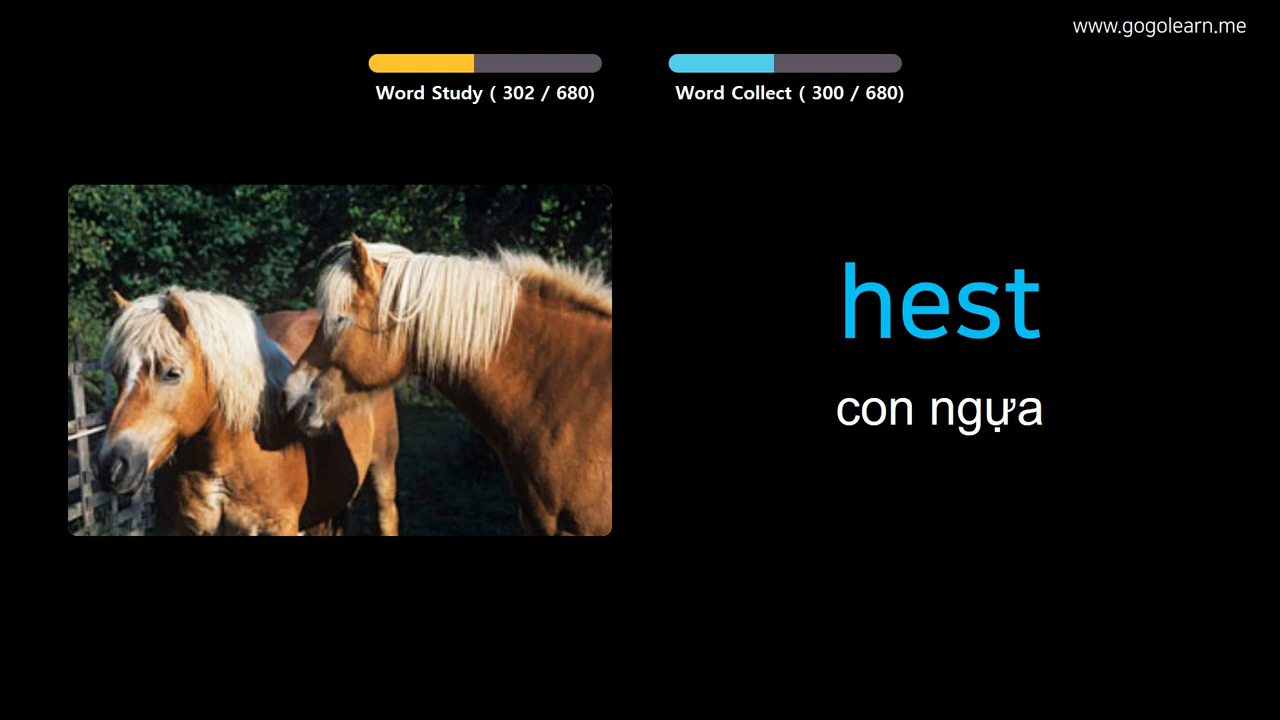 www.gogolearn.me
Word Study ( 302 / 680)
Word Collect ( 300 / 680)
hest
con ngựa